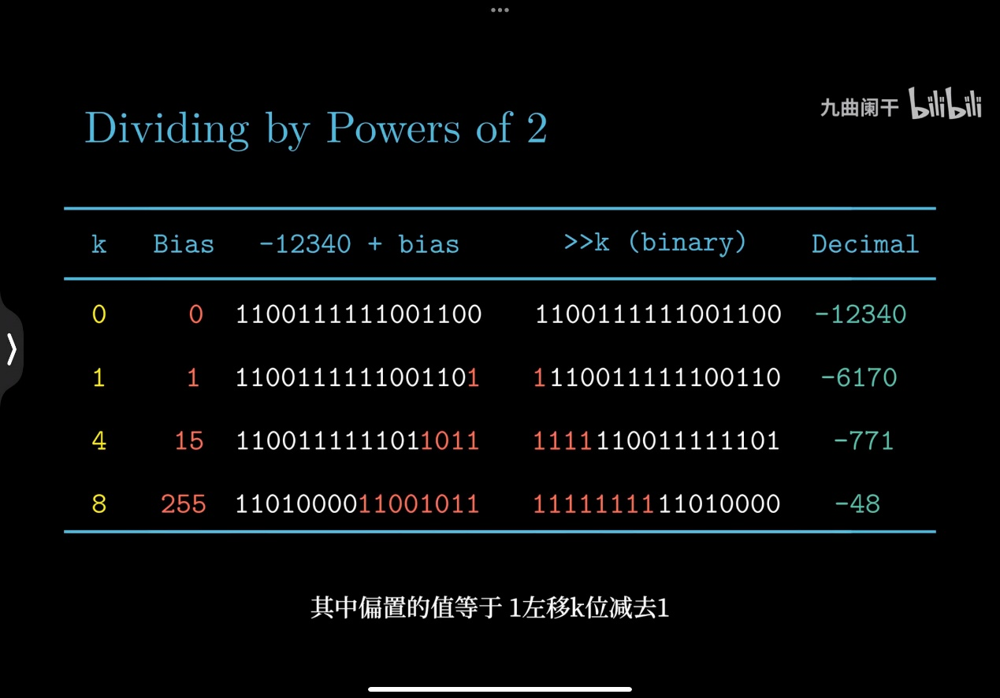 九曲阑干 bilibili
Dividing by Powers of 2
k Bias -12340 + bias >>k (binary) Decimal
0 0 1100111111001100 1100111111001100 -12340
1 1 1100111111001101 1110011111100110 -6170
4 15 1100111111011011 1111110011111101 -771
8 255 1101000011001011 1111111111010000 -48
其中偏置的值等于 1左移k位减去1